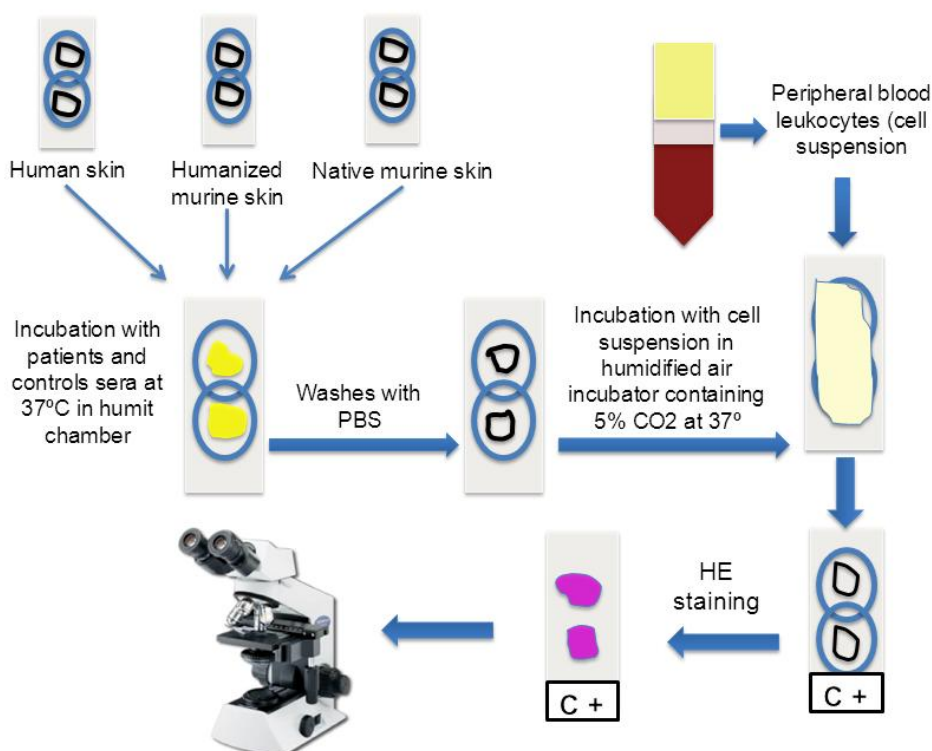 Human skin
Humanized
murine skin
Native murine skin
Peripheral blood
leukocytes (cell
suspension
Incubation with
patients and
controls sera at
37ºC in humit
chamber
Washes with
PBS
Incubation with cell
suspension in
humidified air
incubator containing
5% CO2 at 37º
HE
staining
C +
C +